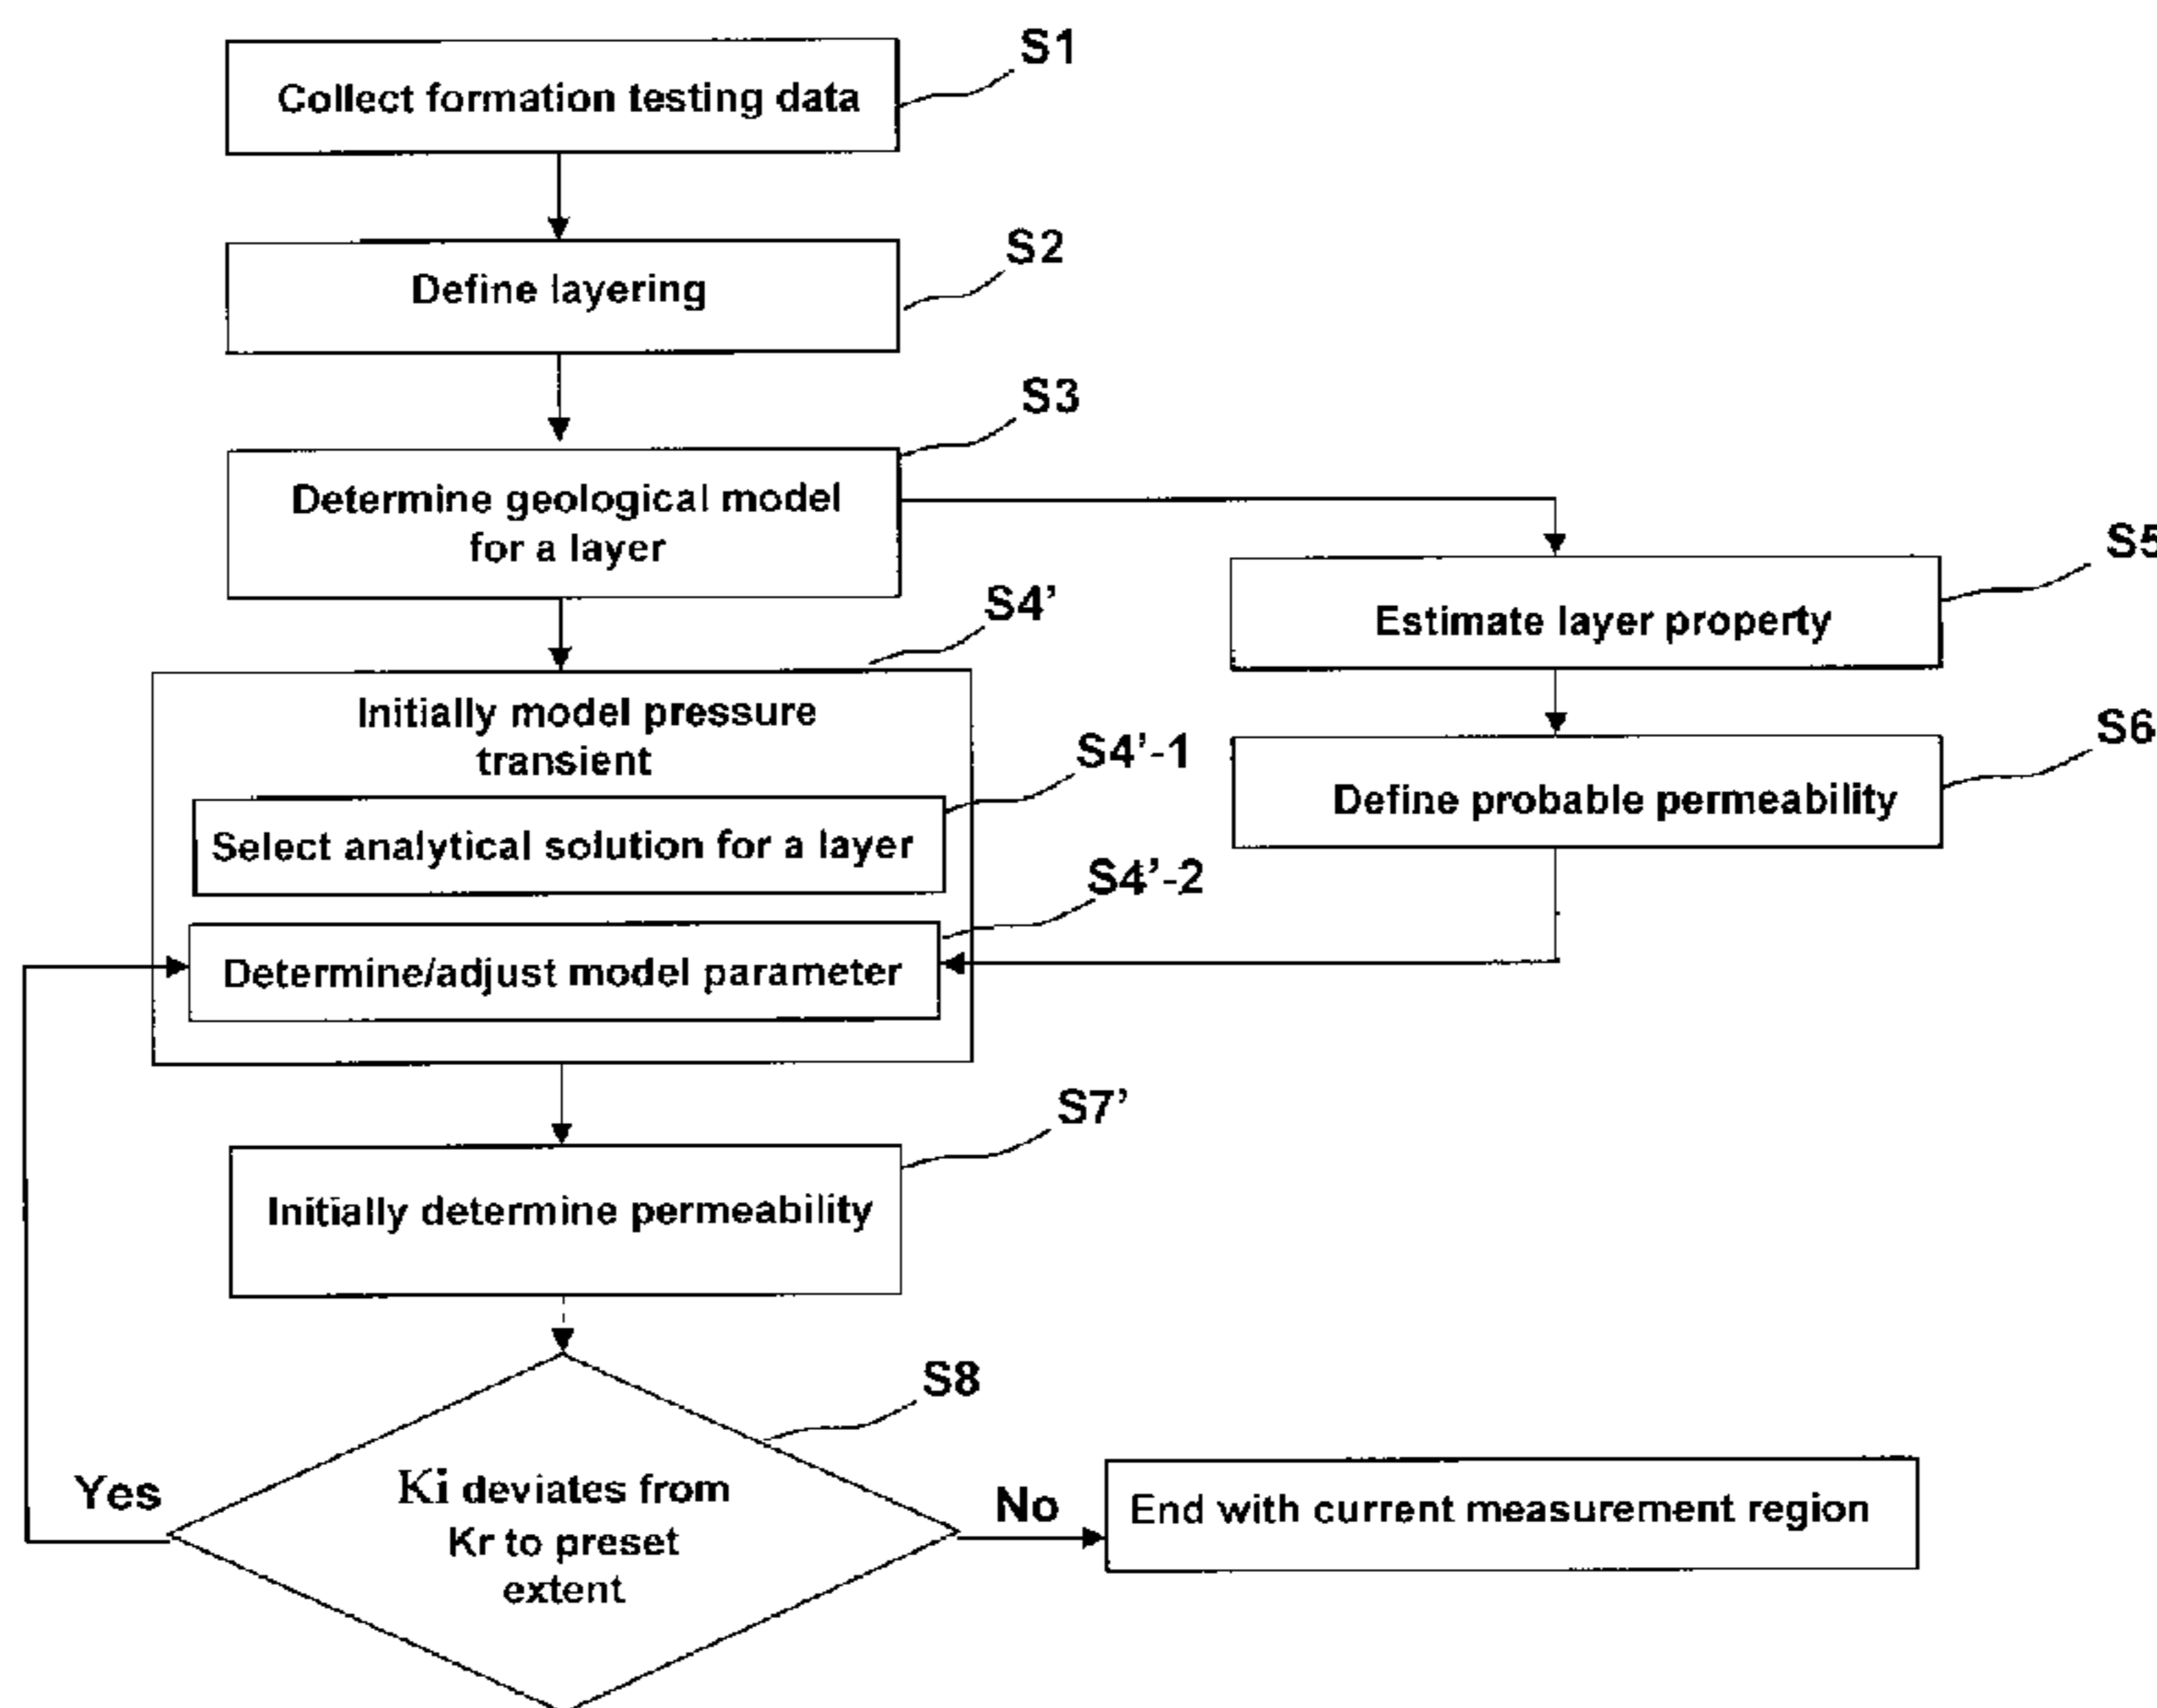 S1
Collect formation testing data
S2
Define layering
S3
Determine geological model
for a layer
S5
Estimate layer property
S4'
Initially model pressure
transient
S4'-1
Select analytical solution for a layer
S6
Define probable permeability
S4'-2
Determine/adjust model parameter
S7'
Initially determine permeability
S8
Ki deviates from
Kr to preset
extent
Yes
No
End with current measurement region